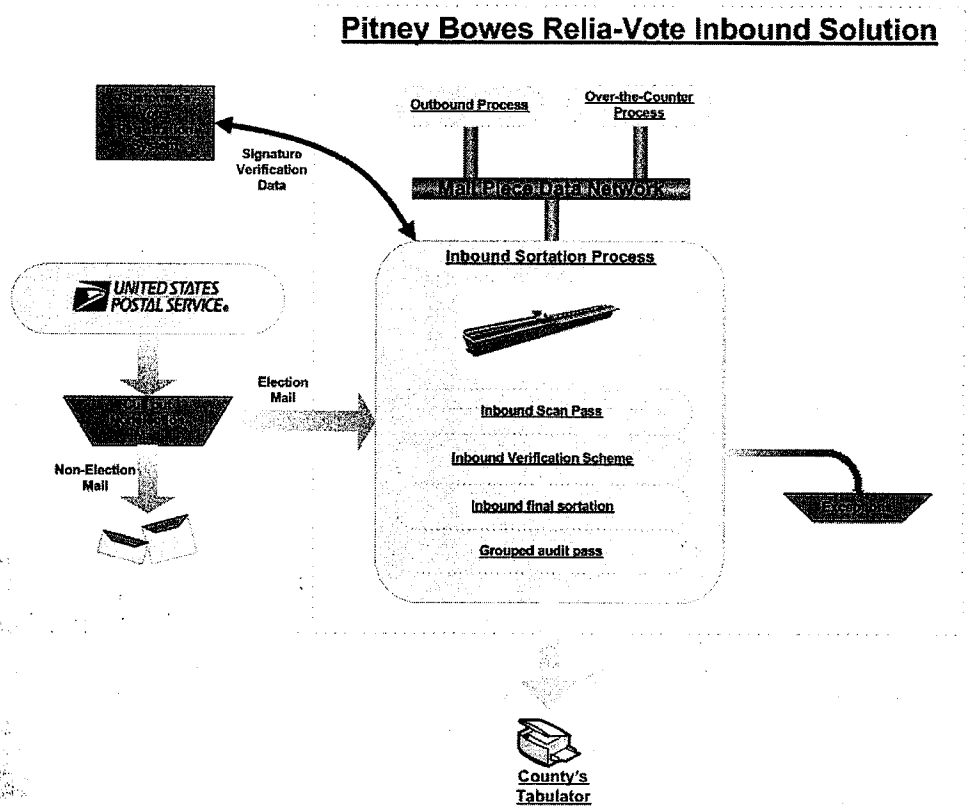 Pitney Bowes Relia-Vote Inbound Solution
Outbound Process
Over-the-Counter
Process
Signature
Verification
Data
Mail Piece Data Network
Inbound Sortation Process
UNITED STATES
POSTAL SERVICE®
Election
Mail
Inbound Scan Pass
Inbound Verification Scheme
Non-Election
Mail
Inbound final sortation
Exceptions
Grouped audit pass
County's
Tabulator